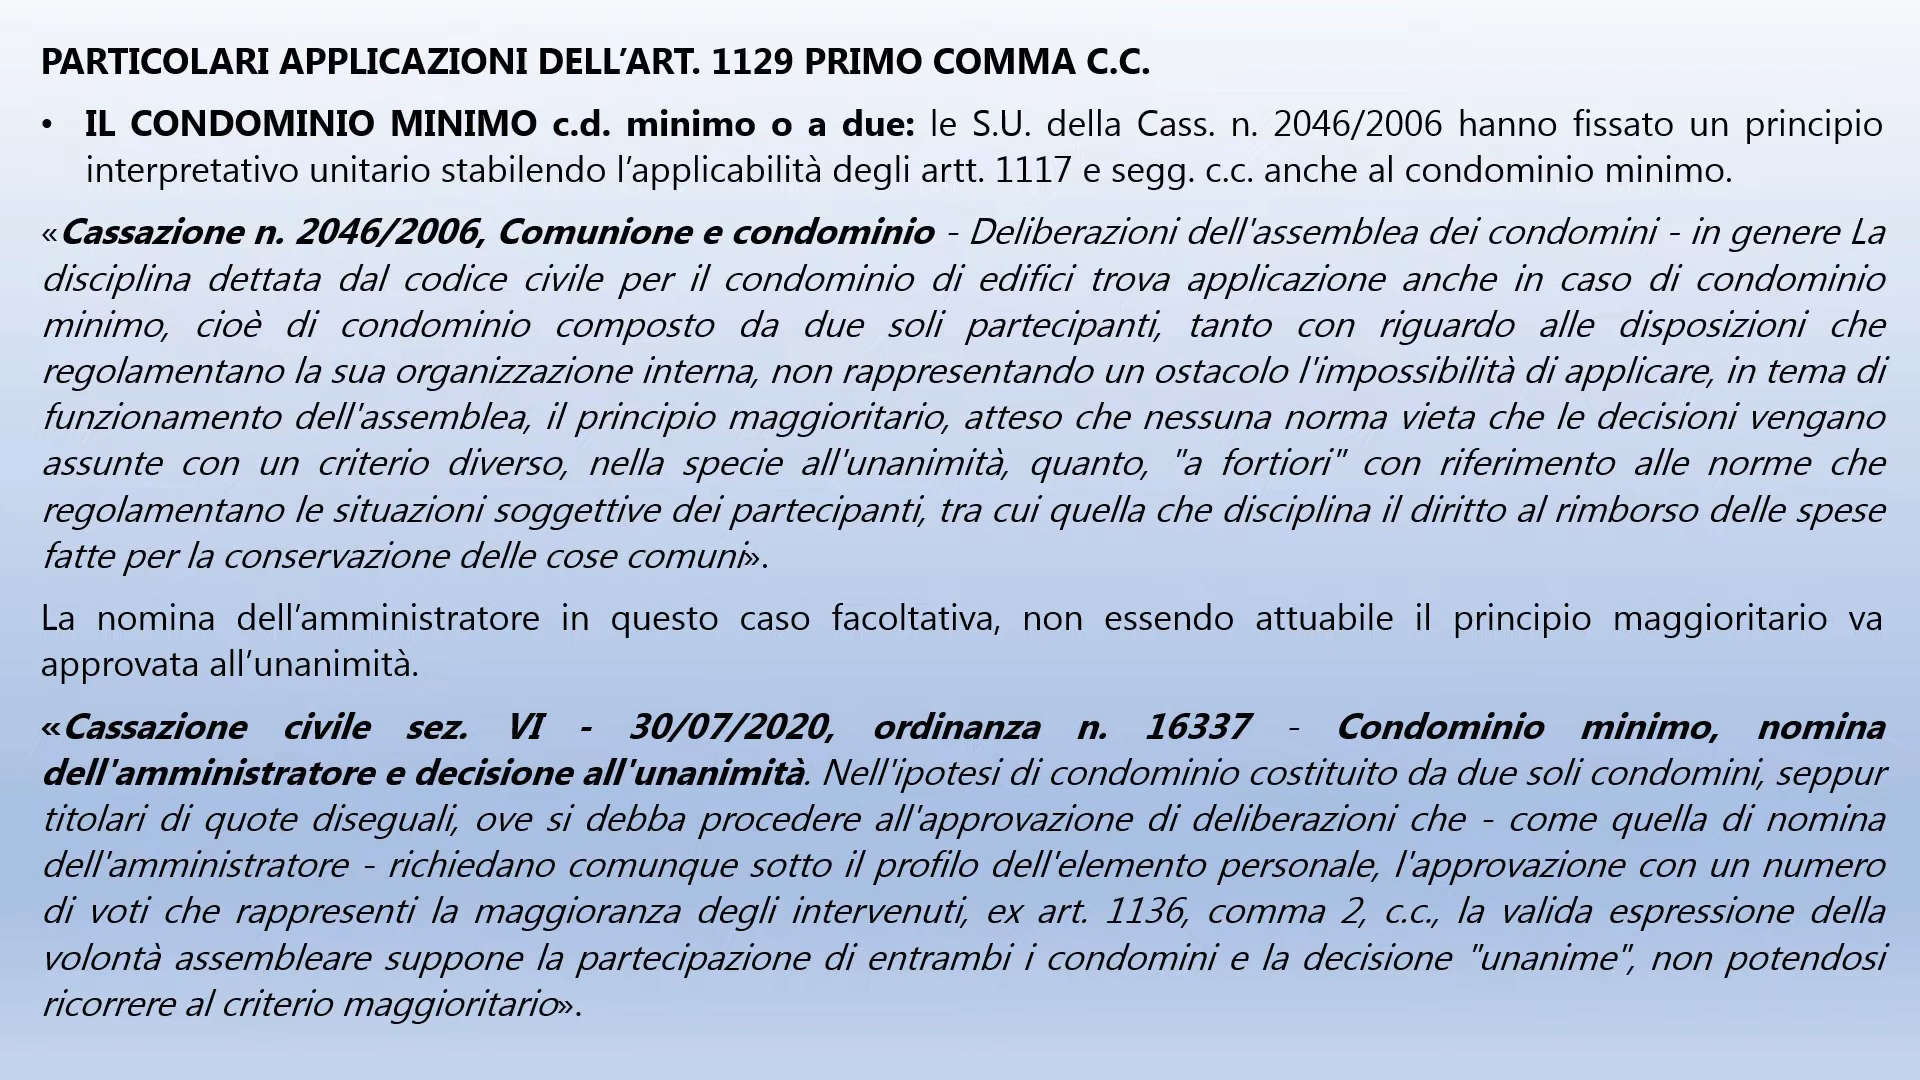 PARTICOLARI APPLICAZIONI DELL’ART. 1129 PRIMO COMMA C.C.
• IL CONDOMINIO MINIMO c.d. minimo o a due: le S.U. della Cass. n. 2046/2006 hanno fissato un principio
interpretativo unitario stabilendo l’applicabilità degli artt. 1117 e segg. c.c. anche al condominio minimo.
«Cassazione n. 2046/2006, Comunione e condominio - Deliberazioni dell'assemblea dei condomini - in genere La
disciplina dettata dal codice civile per il condominio di edifici trova applicazione anche in caso di condominio
minimo, cioè di condominio composto da due soli partecipanti, tanto con riguardo alle disposizioni che
regolamentano la sua organizzazione interna, non rappresentando un ostacolo l'impossibilità di applicare, in tema di
funzionamento dell'assemblea, il principio maggioritario, atteso che nessuna norma vieta che le decisioni vengano
assunte con un criterio diverso, nella specie all'unanimità, quanto, "a fortiori" con riferimento alle norme che
regolamentano le situazioni soggettive dei partecipanti, tra cui quella che disciplina il diritto al rimborso delle spese
fatte per la conservazione delle cose comuni».
La nomina dell’amministratore in questo caso facoltativa, non essendo attuabile il principio maggioritario va
approvata all’unanimità.
«Cassazione civile sez. VI - 30/07/2020, ordinanza n. 16337 - Condominio minimo, nomina
dell'amministratore e decisione all'unanimità. Nell'ipotesi di condominio costituito da due soli condomini, seppur
titolari di quote diseguali, ove si debba procedere all'approvazione di deliberazioni che - come quella di nomina
dell'amministratore - richiedano comunque sotto il profilo dell'elemento personale, l'approvazione con un numero
di voti che rappresenti la maggioranza degli intervenuti, ex art. 1136, comma 2, c.c., la valida espressione della
volontà assembleare suppone la partecipazione di entrambi i condomini e la decisione "unanime", non potendosi
ricorrere al criterio maggioritario».